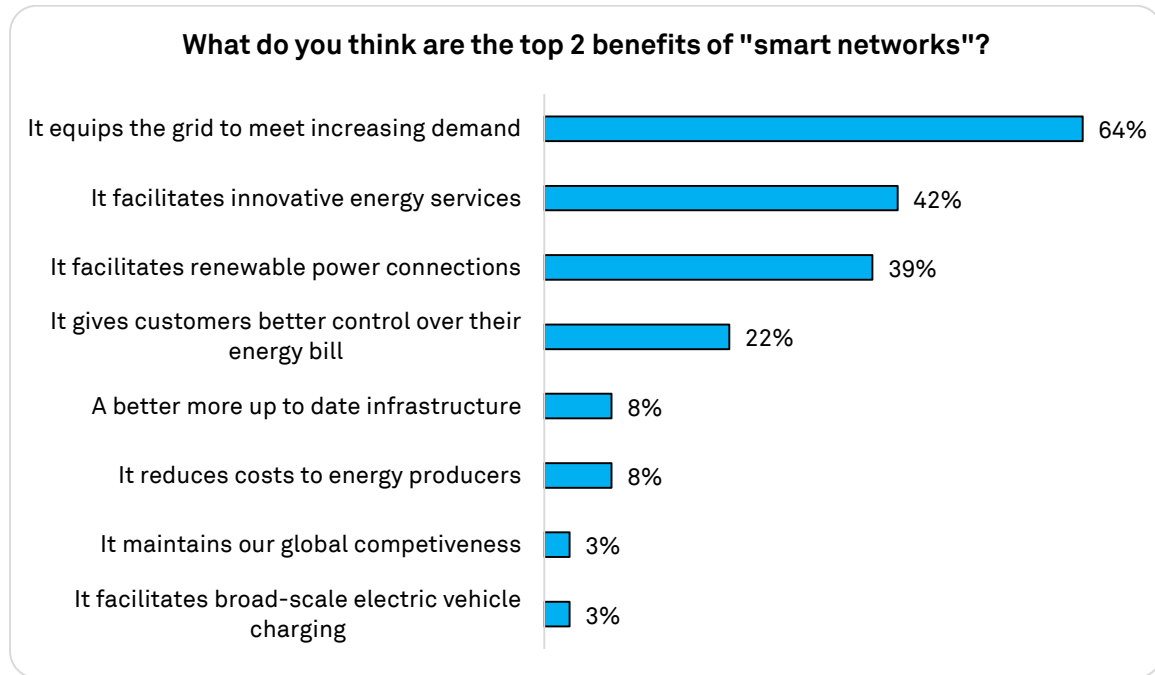 What do you think are the top 2 benefits of "smart networks"?
It equips the grid to meet increasing demand
64%
It facilitates innovative energy services
42%
It facilitates renewable power connections
39%
It gives customers better control over their
energy bill
22%
A better more up to date infrastructure
8%
It reduces costs to energy producers
8%
It maintains our global competiveness
3%
It facilitates broad-scale electric vehicle
charging
3%